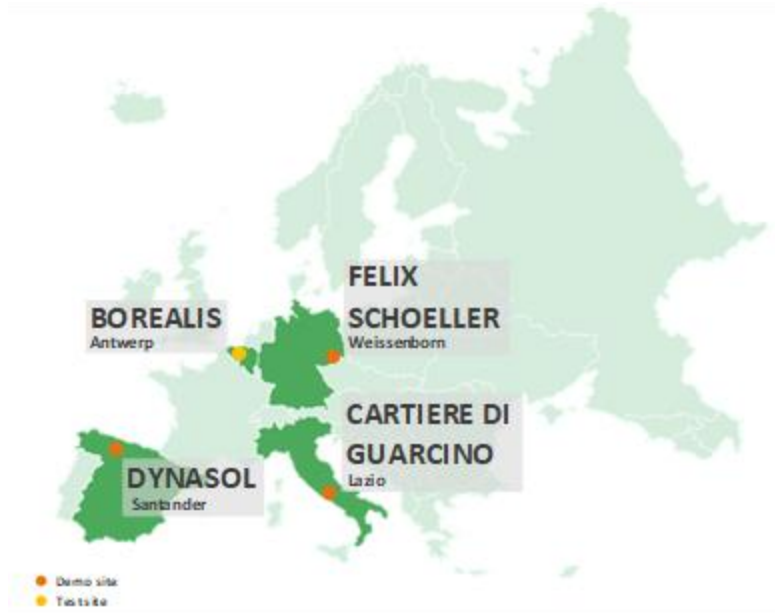 FELIX
SCHOELLER
Weissenborn
BOREALIS
Antwerp
CARTIERE DI
GUARCINO
Lazio
DYNASOL
Santander
Demo site
Test site